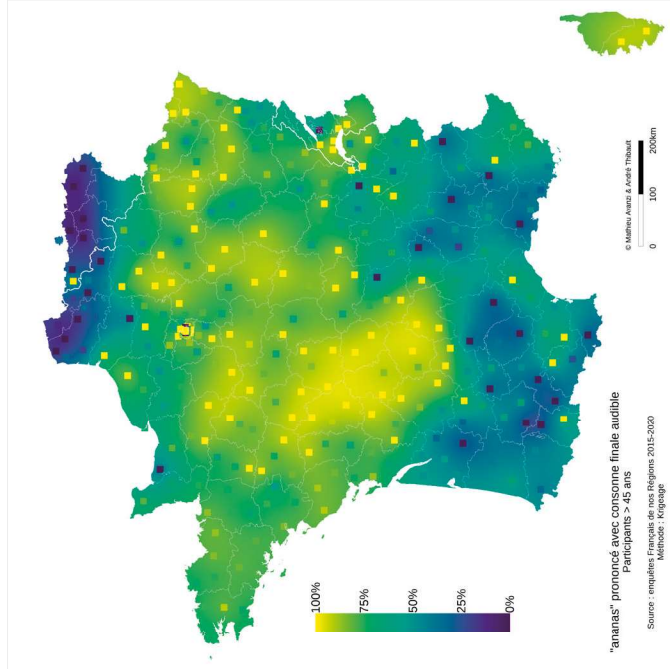 "ananas" prononcé avec consonne finale audible
Participants > 45 ans
Source : enquêtes Français de nos Régions 2015-2020
Méthode : Krigeage
© Mathieu Avanzi & André Thibault
0 100 200km
100%
75%
50%
25%
0%